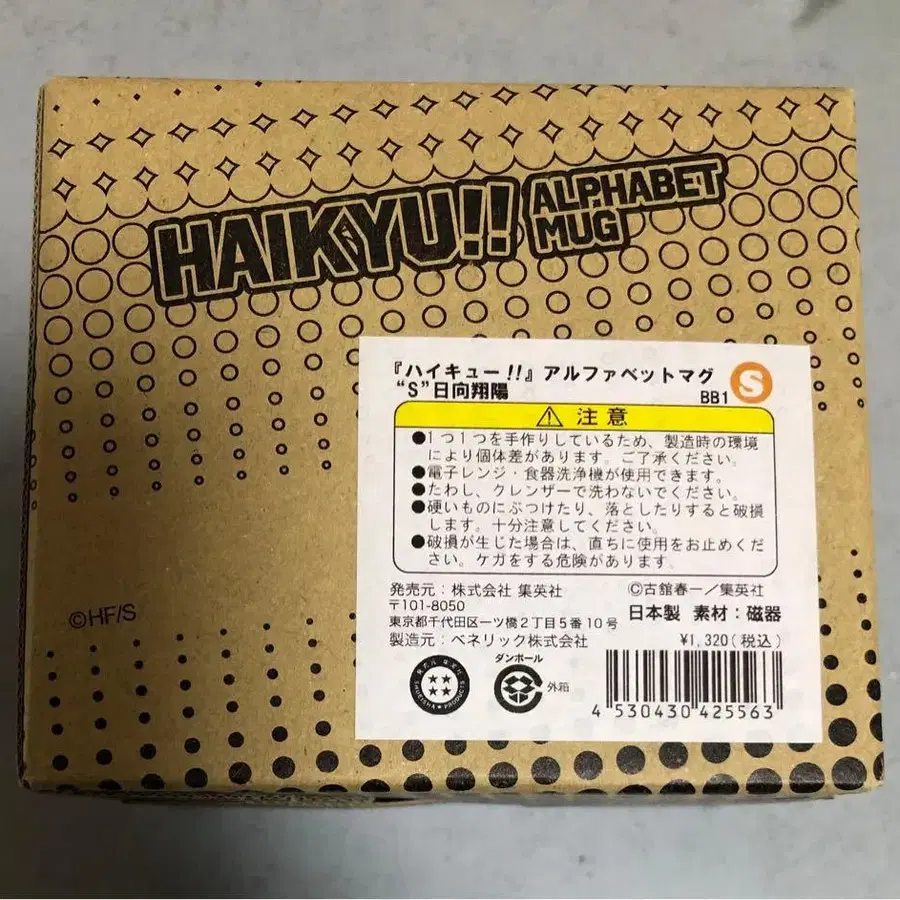 HAIKYU!! ALPHABET MUG
『ハイキュー!!』アルファベットマグ
“S”日向翔陽 BB1 S
⚠ 注意
●1つ1つを手作りしているため、製造時の環境
により個体差があります。ご了承ください。
●電子レンジ・食器洗浄機が使用できます。
●たわし、クレンザーで洗わないでください。
●硬いものにぶつけたり、落としたりすると破損
します。十分注意してください。
●破損が生じた場合は、直ちに使用をお止めくだ
さい。ケガをする危険があります。
発売元：株式会社 集英社 ©古舘春一／集英社
〒101-8050 日本製 素材：磁器
東京都千代田区一ツ橋2丁目5番10号 ¥1,320(税込)
製造元：ベネリック株式会社
ダンボール
外箱
4 530430 425563
©HF/S